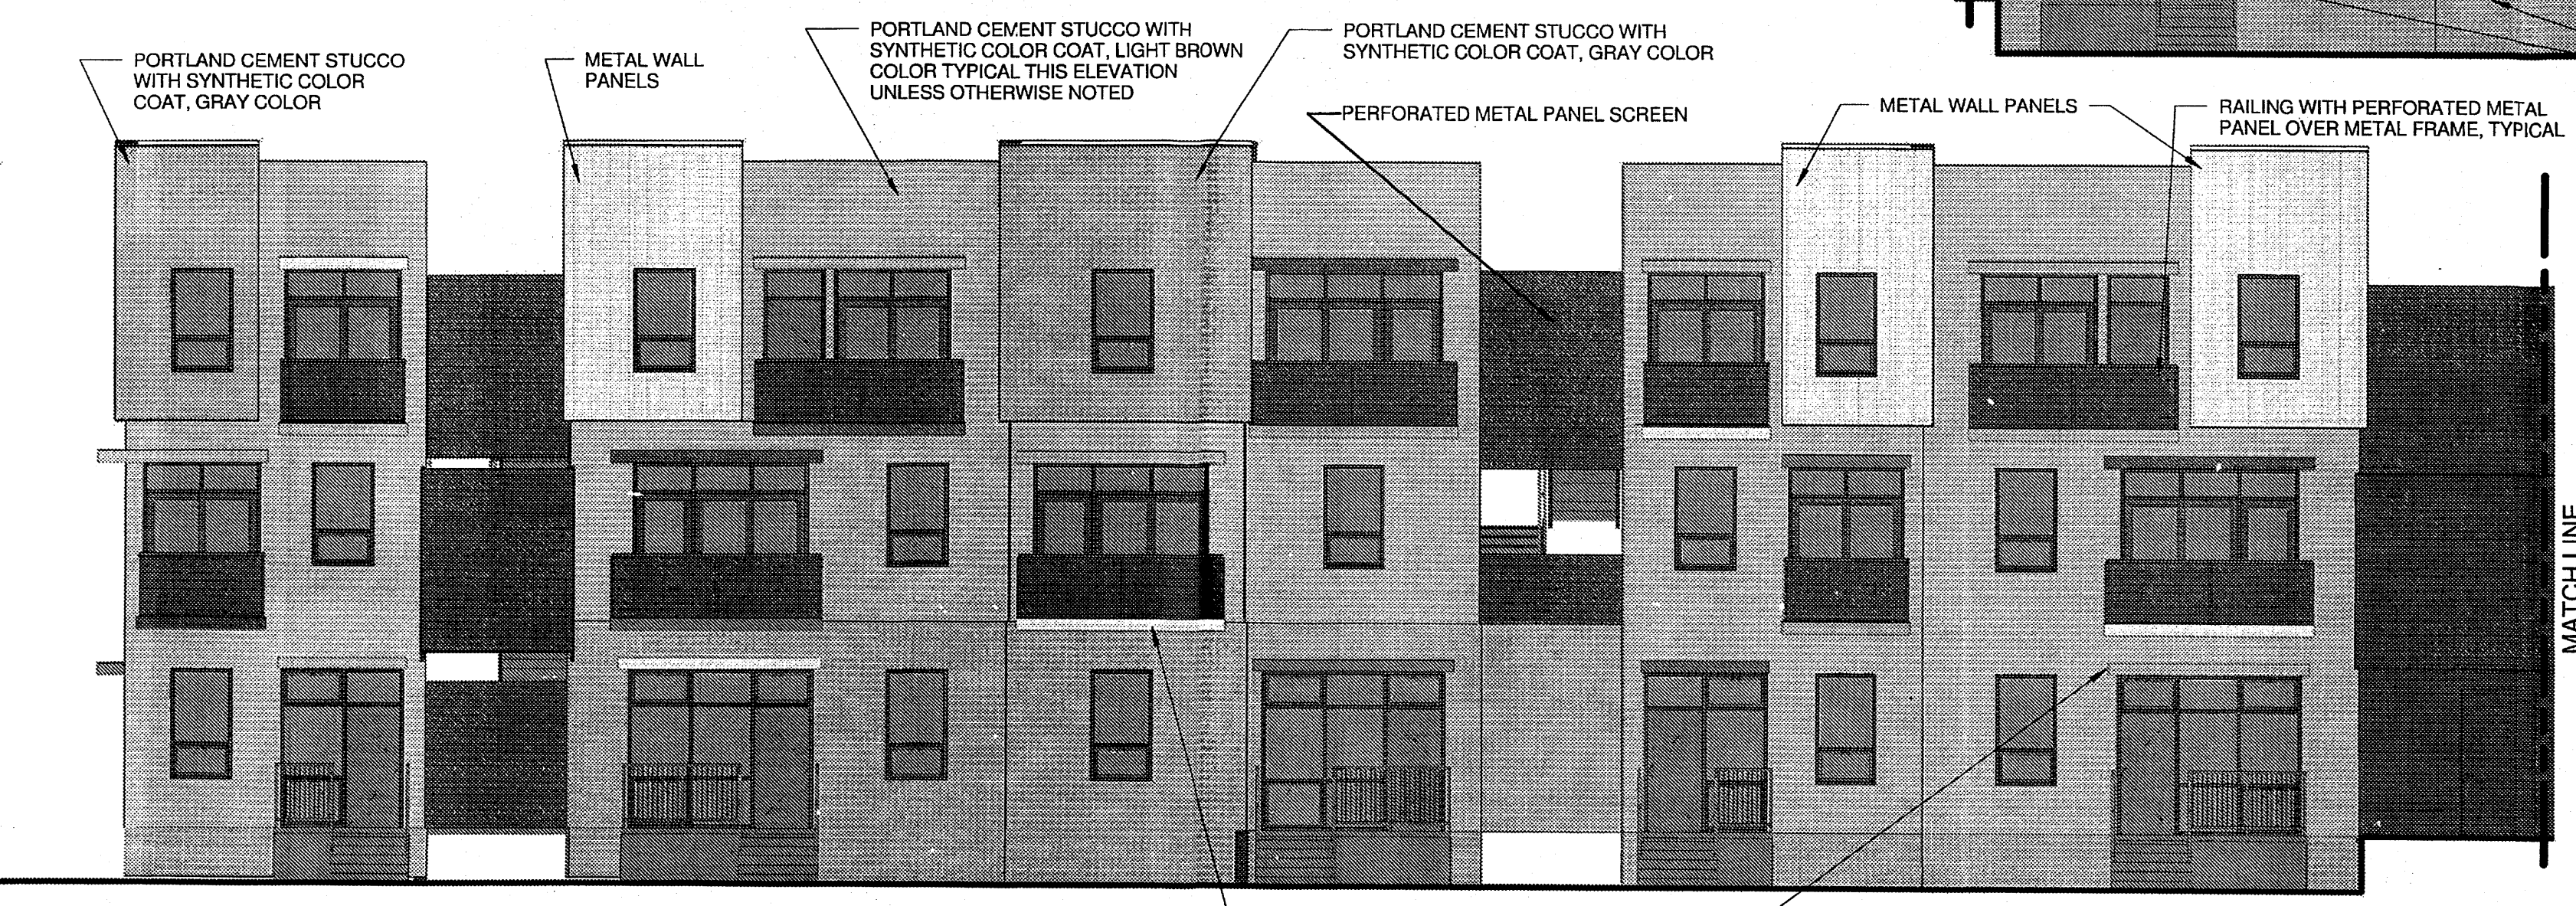 PORTLAND CEMENT STUCCO
WITH SYNTHETIC COLOR
COAT, GRAY COLOR
METAL WALL
PANELS
PORTLAND CEMENT STUCCO WITH
SYNTHETIC COLOR COAT, LIGHT BROWN
COLOR TYPICAL THIS ELEVATION
UNLESS OTHERWISE NOTED
PORTLAND CEMENT STUCCO WITH
SYNTHETIC COLOR COAT, GRAY COLOR
PERFORATED METAL PANEL SCREEN
METAL WALL PANELS
RAILING WITH PERFORATED METAL
PANEL OVER METAL FRAME, TYPICAL
MATCH LINE